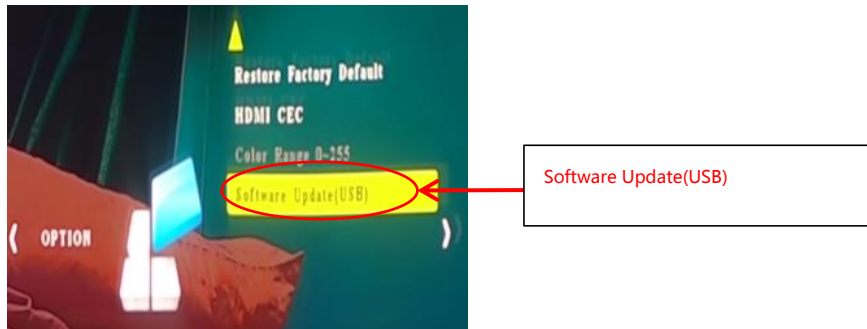 Restore Factory Default
HDMI CEC
Color Range 0~255
Software Update(USB)
OPTION
Software Update(USB)